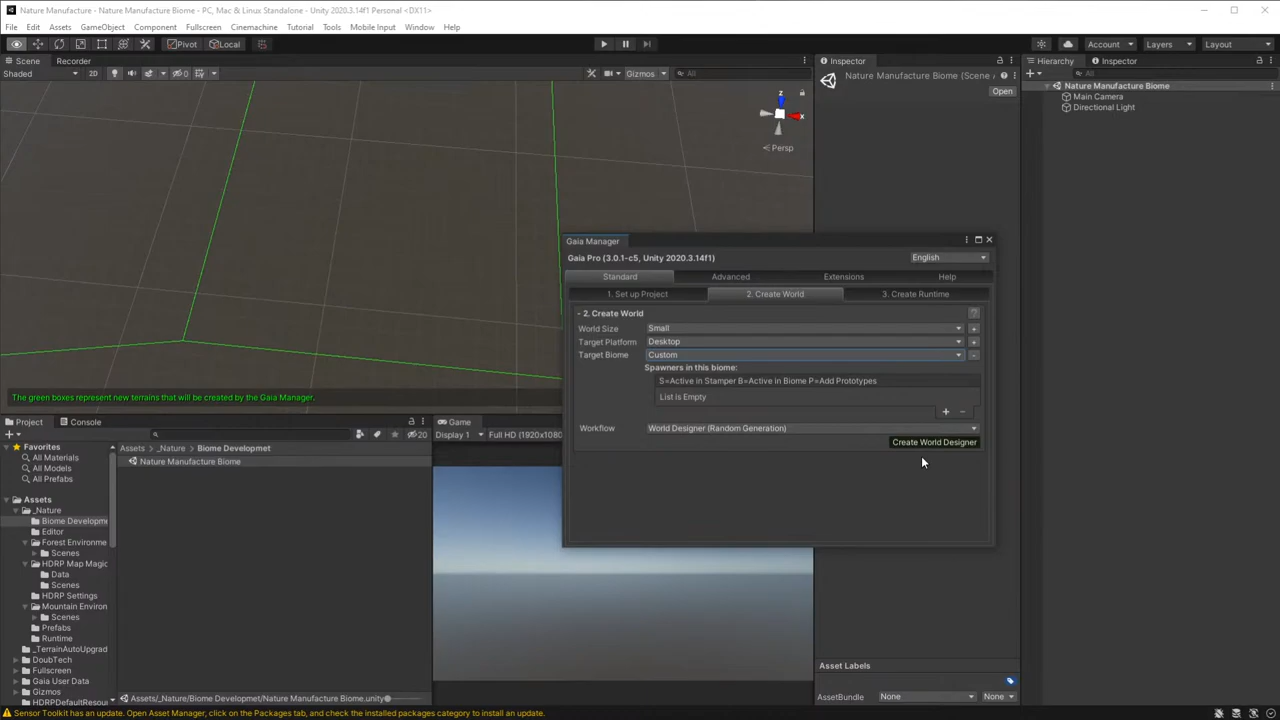 Nature Manufacture Biome - PC, Mac & Linux Standalone - Unity 2020.3.14f1 Personal <DX11>
File Edit Assets GameObject Component Fullscreen Cinemachine Tutorial Tools Mobile Input Window Help
Pivot Local Account Layers Layout
Scene Recorder
Shaded 2D 0 Gizmos All
z
x
Persp
The green boxes represent new terrains that will be created by the Gaia Manager.
Inspector
Nature Manufacture Biome (Scene
Open
Hierarchy Inspector
All
Nature Manufacture Biome
Main Camera
Directional Light
Gaia Manager
Gaia Pro (3.0.1-c5, Unity 2020.3.14f1) English
Standard Advanced Extensions Help
1. Set up Project 2. Create World 3. Create Runtime
- 2. Create World ?
World Size Small +
Target Platform Desktop +
Target Biome Custom -
Spawners in this biome:
S=Active in Stamper B=Active in Biome P=Add Prototypes
List is Empty
+ -
Workflow World Designer (Random Generation)
Create World Designer
Project Console
20
Favorites
All Materials
All Models
All Prefabs
Assets
_Nature
Biome Developme
Editor
Forest Environme
Scenes
HDRP Map Magic
Data
Scenes
HDRP Settings
Mountain Environ
Scenes
Prefabs
Runtime
_TerrainAutoUpgrad
DoubTech
Fullscreen
Gaia User Data
Gizmos
HDRPDefaultResour
Assets > _Nature > Biome Developmet
Nature Manufacture Biome
Assets/_Nature/Biome Developmet/Nature Manufacture Biome.unity
Game
Display 1 Full HD (1920x1080
Asset Labels
AssetBundle None None
Sensor Toolkit has an update. Open Asset Manager, click on the Packages tab, and check the installed packages category to install an update.